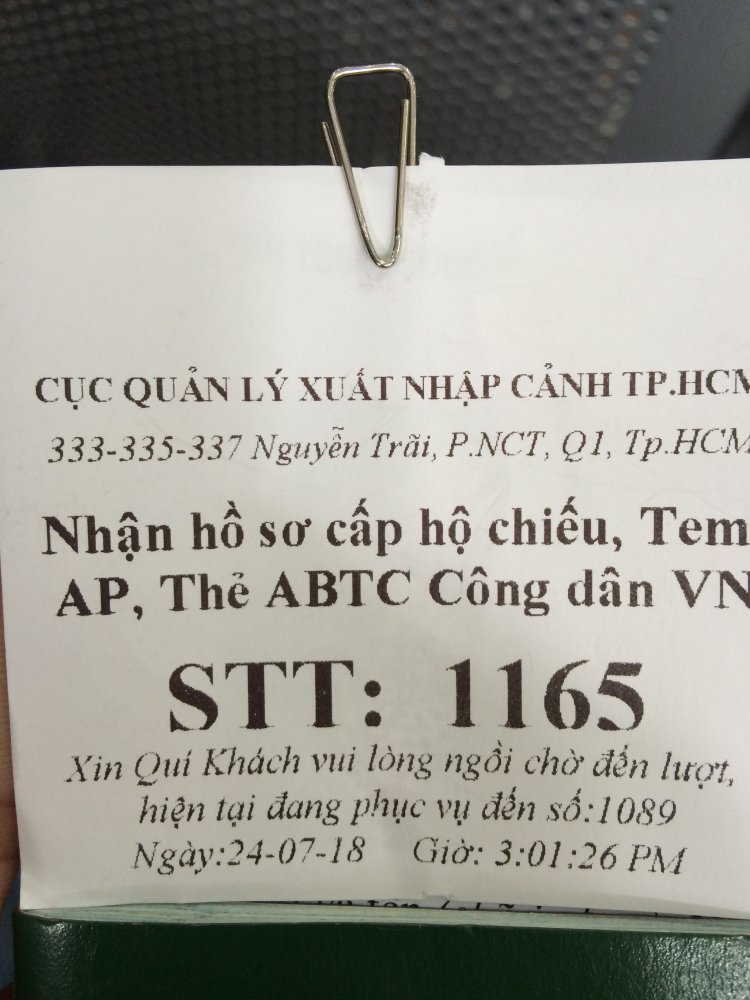 CỤC QUẢN LÝ XUẤT NHẬP CẢNH TP.HCM
333-335-337 Nguyễn Trãi, P.NCT, Q1, Tp.HCM
Nhận hồ sơ cấp hộ chiếu, Tem
AP, Thẻ ABTC Công dân VN
STT: 1165
Xin Quí Khách vui lòng ngồi chờ đến lượt,
hiện tại đang phục vụ đến số:1089
Ngày:24-07-18 Giờ: 3:01:26 PM